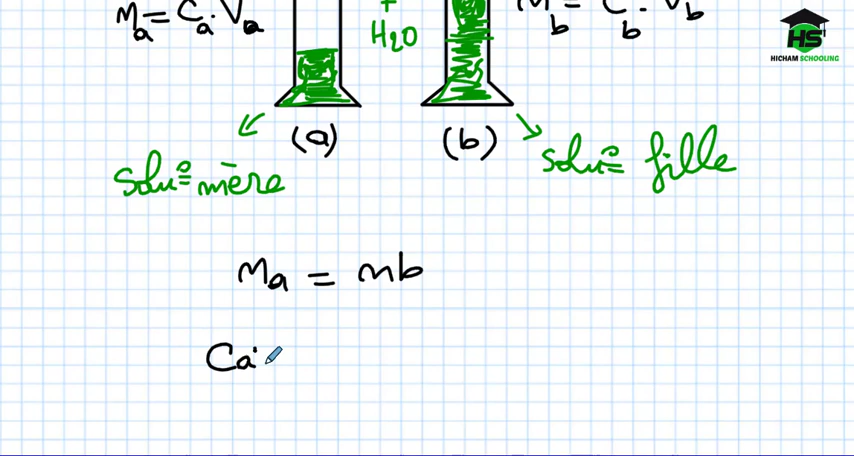 Ma = Ca . Va
+
H2O
Mb = Cb . Vb
HS
HICHAM SCHOOLING
(a)
(b)
Solu° mère
Solu° fille
Ma = mb
Ca.